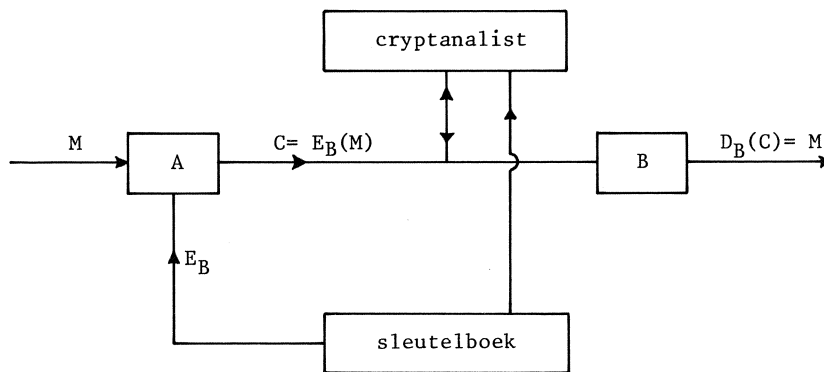 cryptanalist
M
A
C= E_B(M)
B
D_B(C)= M
E_B
sleutelboek